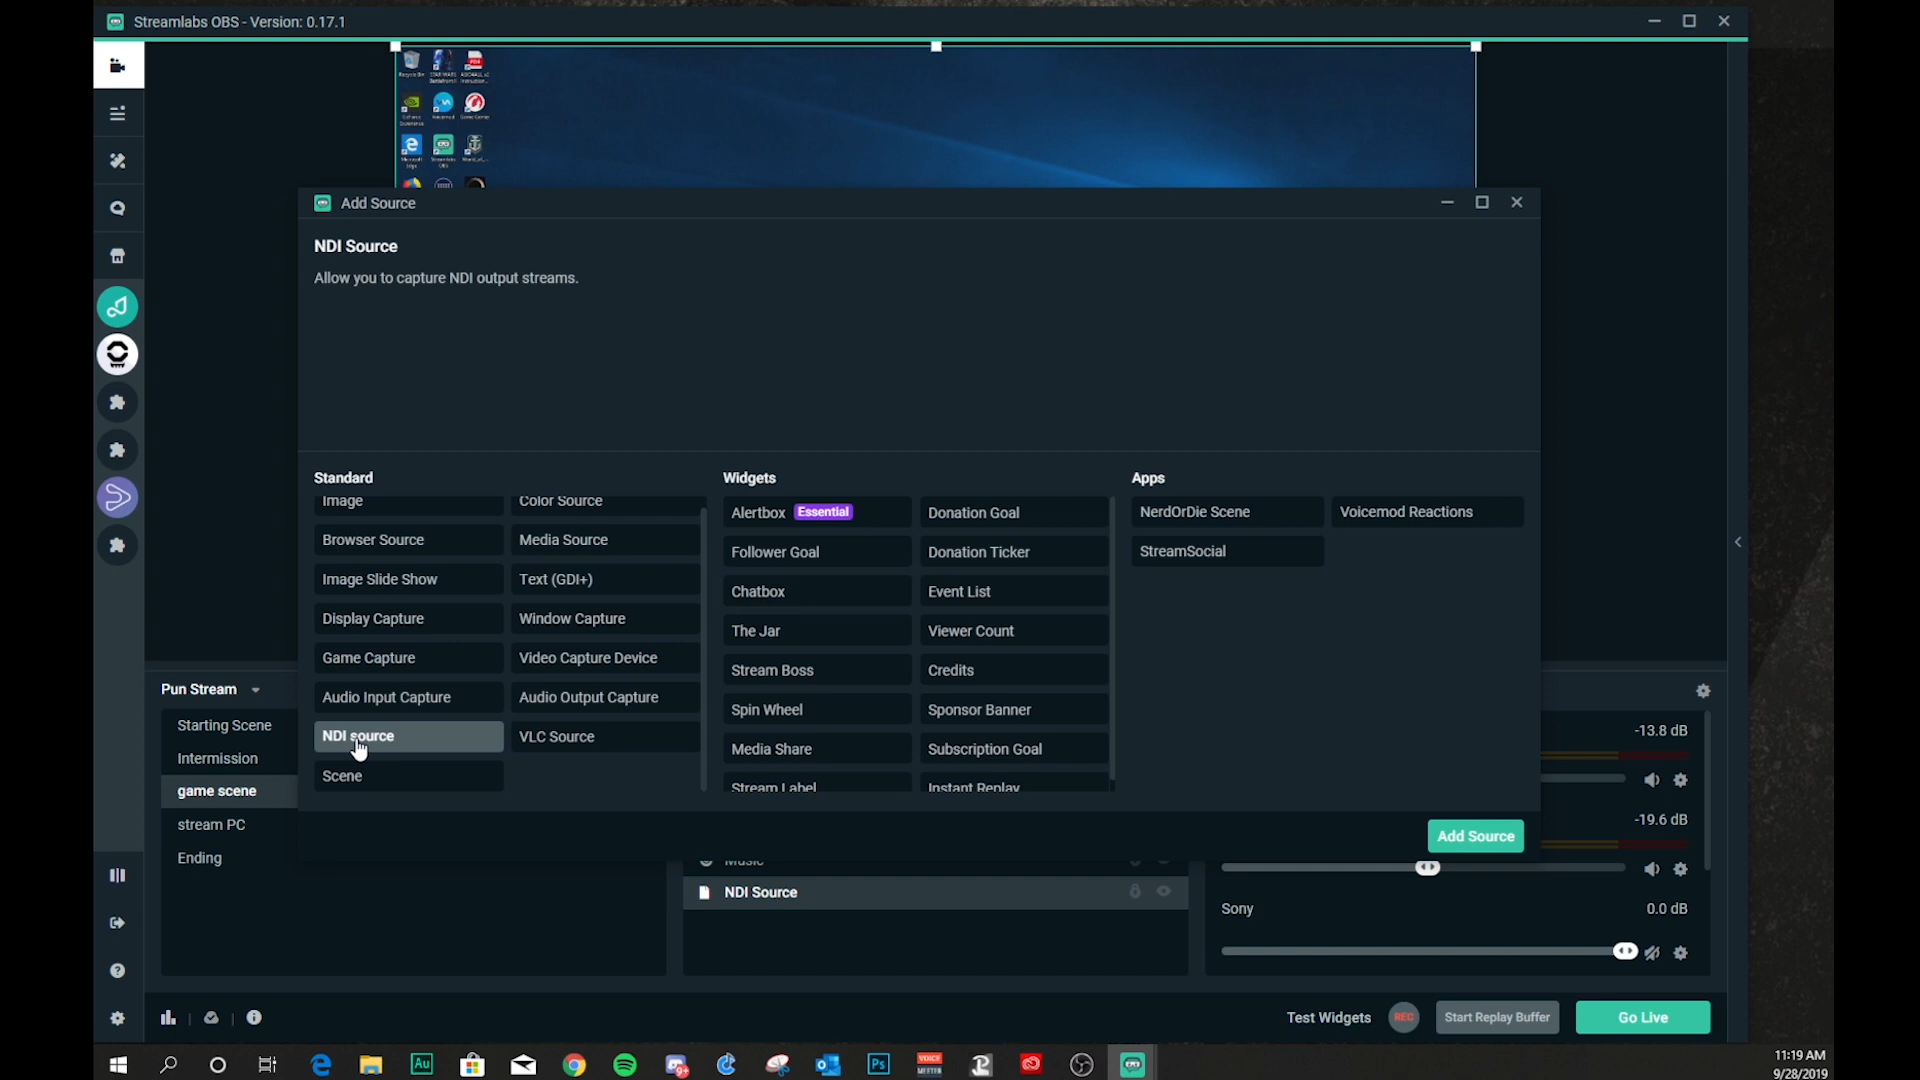 Streamlabs OBS - Version: 0.17.1
Add Source
NDI Source
Allow you to capture NDI output streams.
Standard
Image
Color Source
Browser Source
Media Source
Image Slide Show
Text (GDI+)
Display Capture
Window Capture
Game Capture
Video Capture Device
Audio Input Capture
Audio Output Capture
NDI source
VLC Source
Scene
Widgets
Alertbox Essential
Donation Goal
Follower Goal
Donation Ticker
Chatbox
Event List
The Jar
Viewer Count
Stream Boss
Credits
Spin Wheel
Sponsor Banner
Media Share
Subscription Goal
Stream Label
Instant Replay
Apps
NerdOrDie Scene
Voicemod Reactions
StreamSocial
Add Source
Pun Stream
Starting Scene
Intermission
game scene
stream PC
Ending
Music
NDI Source
-13.8 dB
-19.6 dB
Sony
0.0 dB
Test Widgets
REC
Start Replay Buffer
Go Live
11:19 AM
9/28/2019